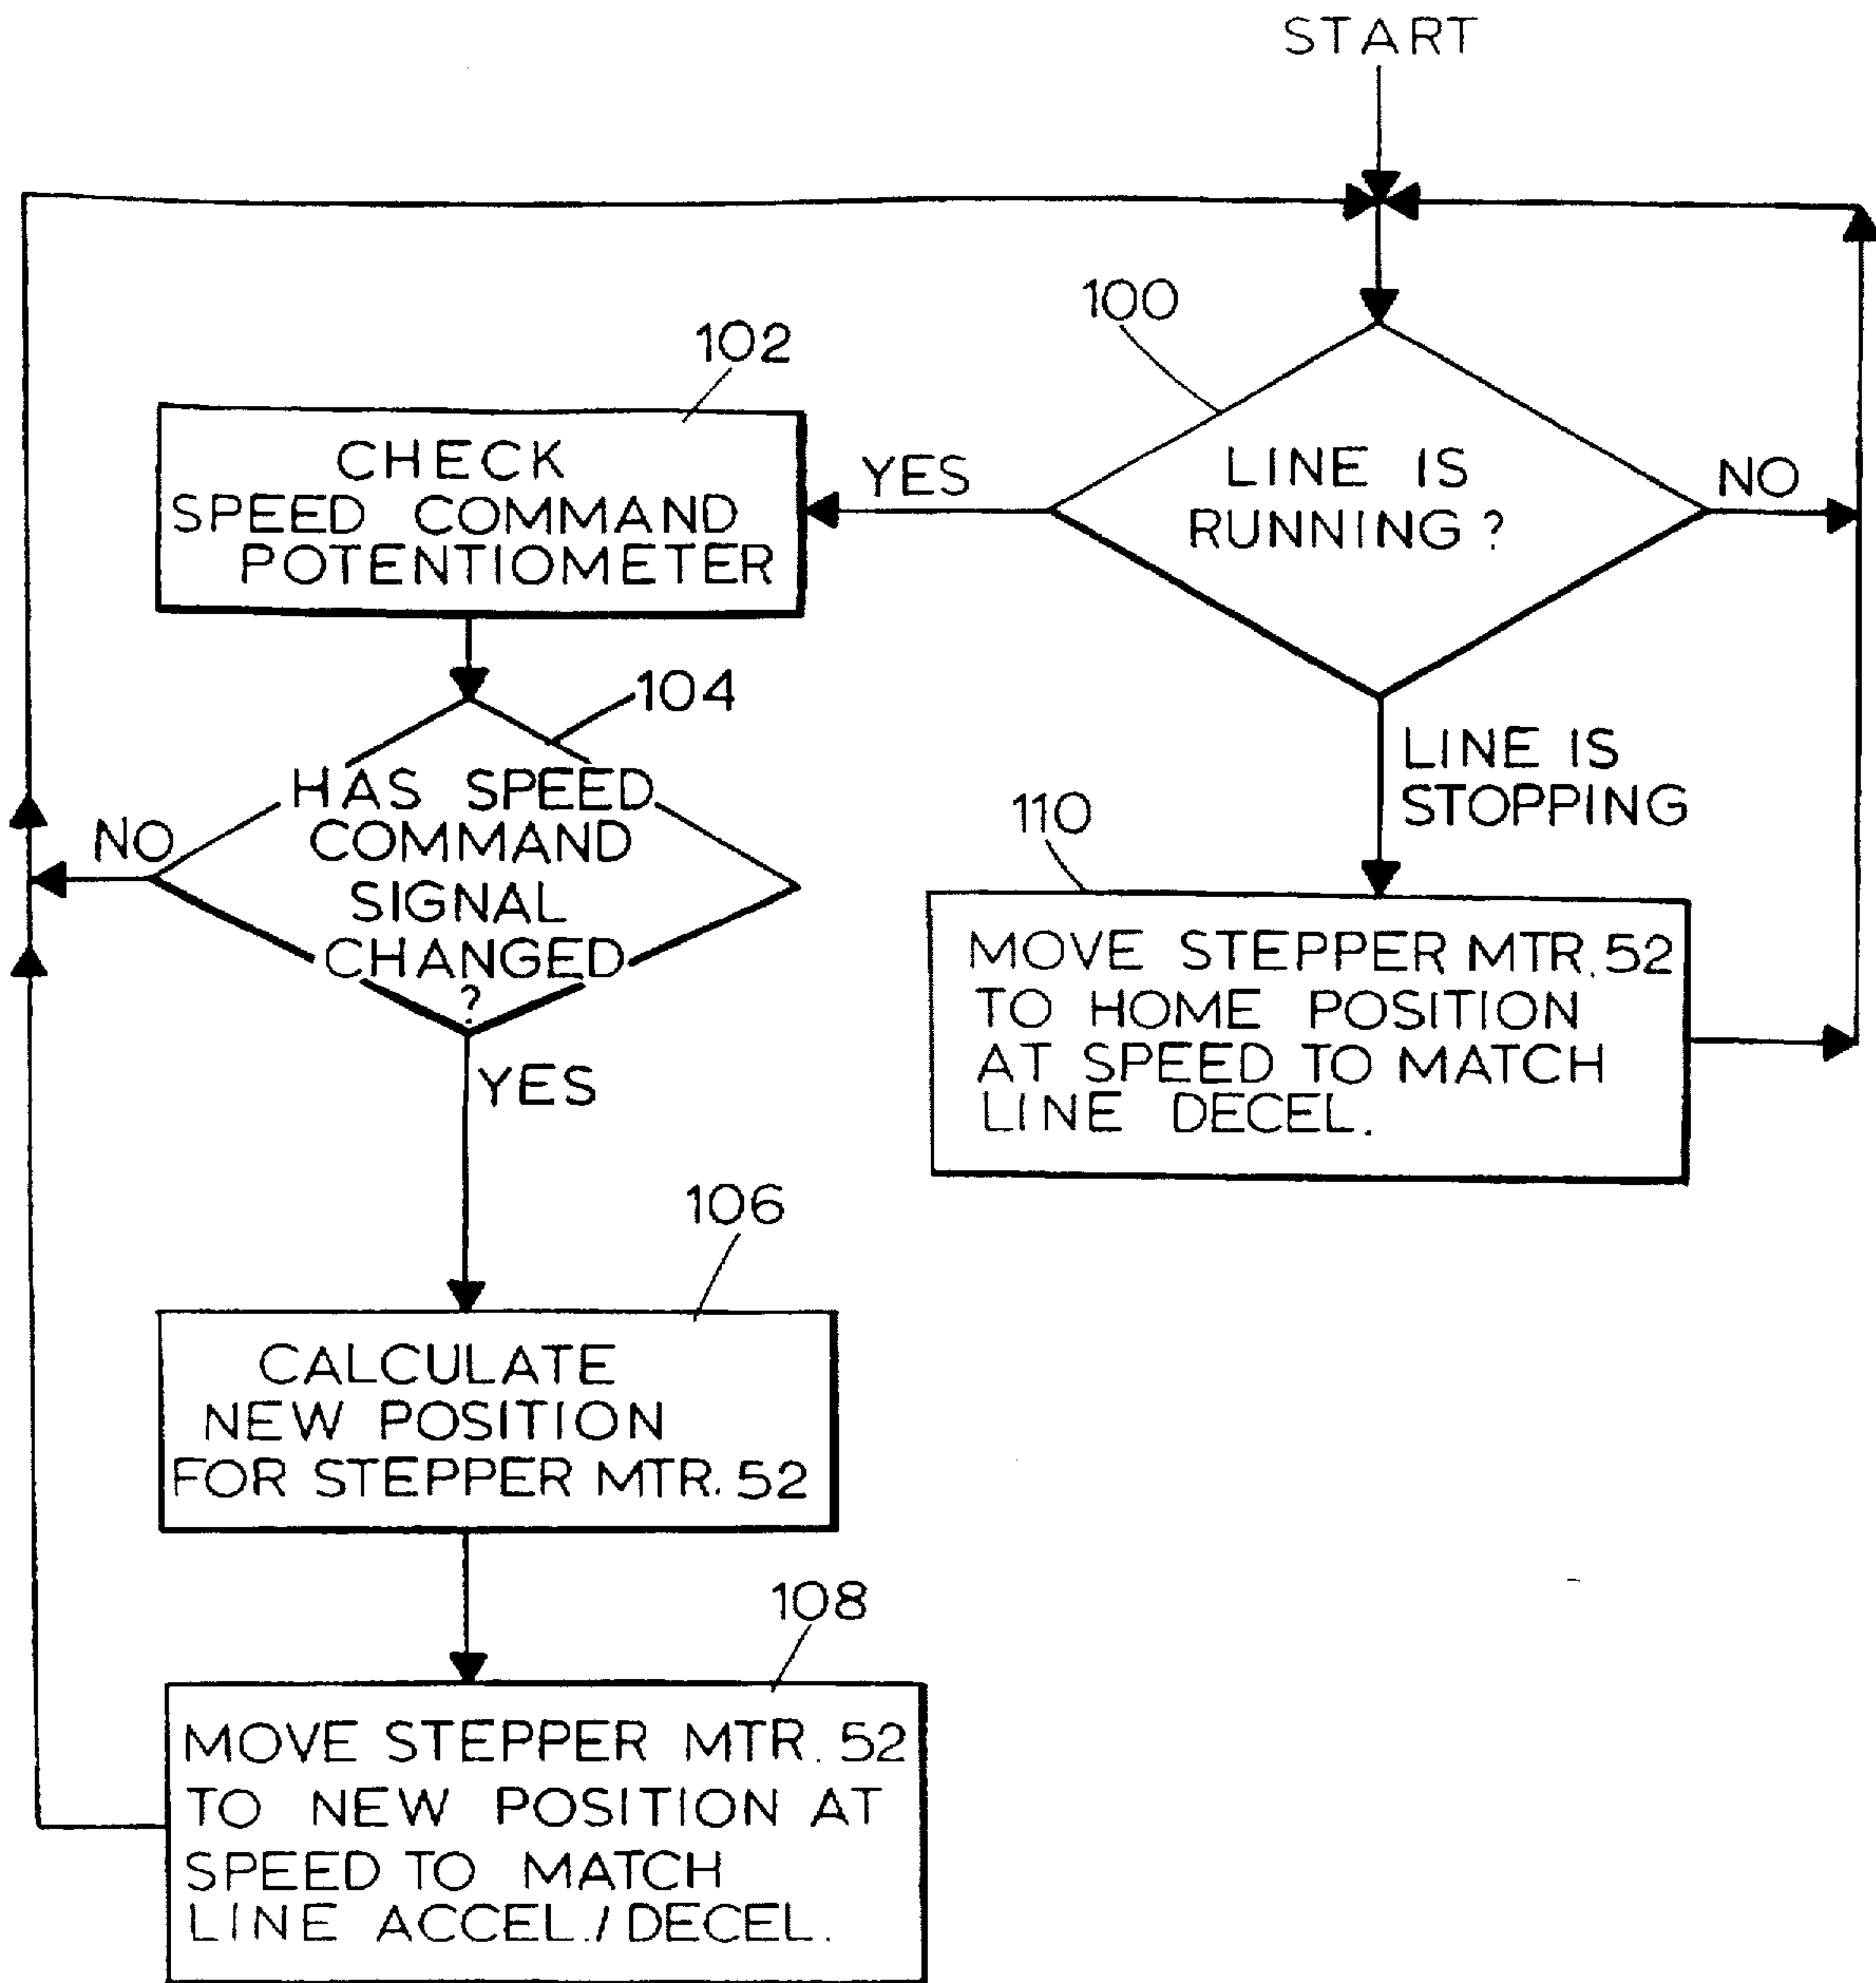 START
100
LINE IS
RUNNING ?
YES
NO
102
CHECK
SPEED COMMAND
POTENTIOMETER
104
HAS SPEED
COMMAND
SIGNAL
CHANGED
?
NO
YES
LINE IS
STOPPING
110
MOVE STEPPER MTR. 52
TO HOME POSITION
AT SPEED TO MATCH
LINE DECEL.
106
CALCULATE
NEW POSITION
FOR STEPPER MTR. 52
108
MOVE STEPPER MTR. 52
TO NEW POSITION AT
SPEED TO MATCH
LINE ACCEL./DECEL.